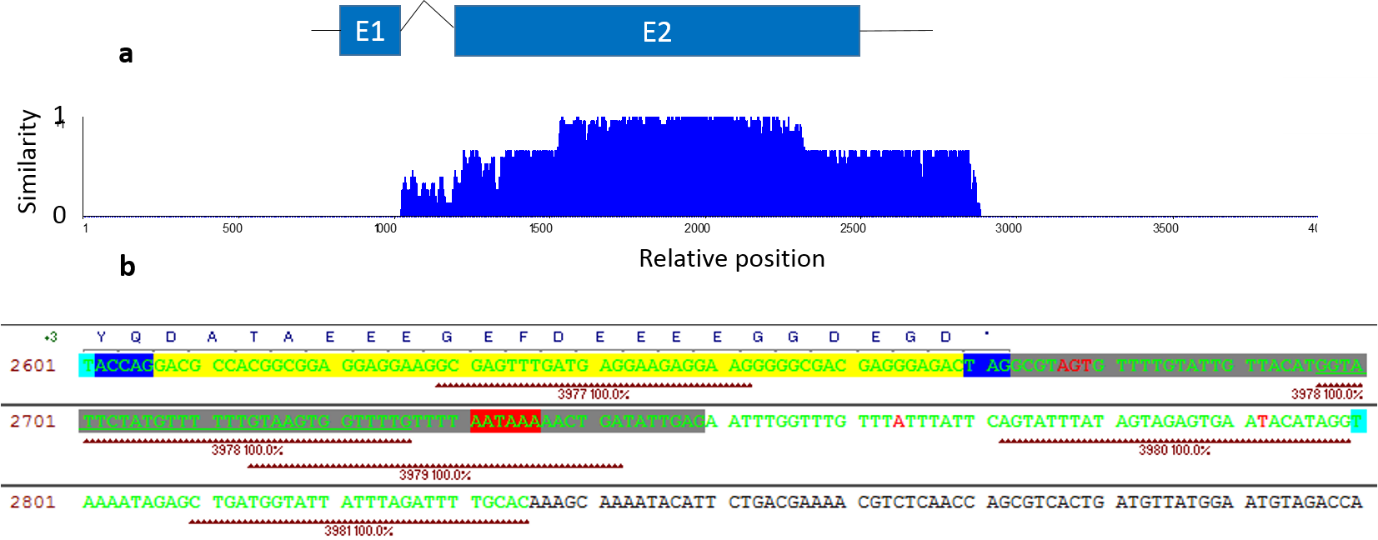 E1 E2
a
Similarity
1
0
1 500 1000 1500 2000 2500 3000 3500
Relative position
b
+3 Y Q D A T A E E E G E F D E E E E G G D E G D *
2601 TACCAGGACG CCACGGCGGA GGAGGAAGGC GAGTTTGATG AGGAAGAGGA AGGGGGCGAC GAGGGAGACT AGGCGTAGTG TTTTGTATTG TTACATGGTA
3977 100.0% 3978 100.0%
2701 TTCTATGTTT TTTGTAAGTG GTTTTGTTTT AATAAAAACT GATATTGAGA AATTTGGTTTG TTTATTTATT CAGTATTTAT AGTAGAGTGA ATACATAGGT
3978 100.0% 3980 100.0%
3979 100.0%
2801 AAAATAGAGC TGATGGTATT ATTTAGATTT TGCACAAAGC AAAATACATT CTGACGAAAA CGTCTCAACC AGCGTCACTG ATGTTATGGA ATGTAGACCA
3981 100.0%